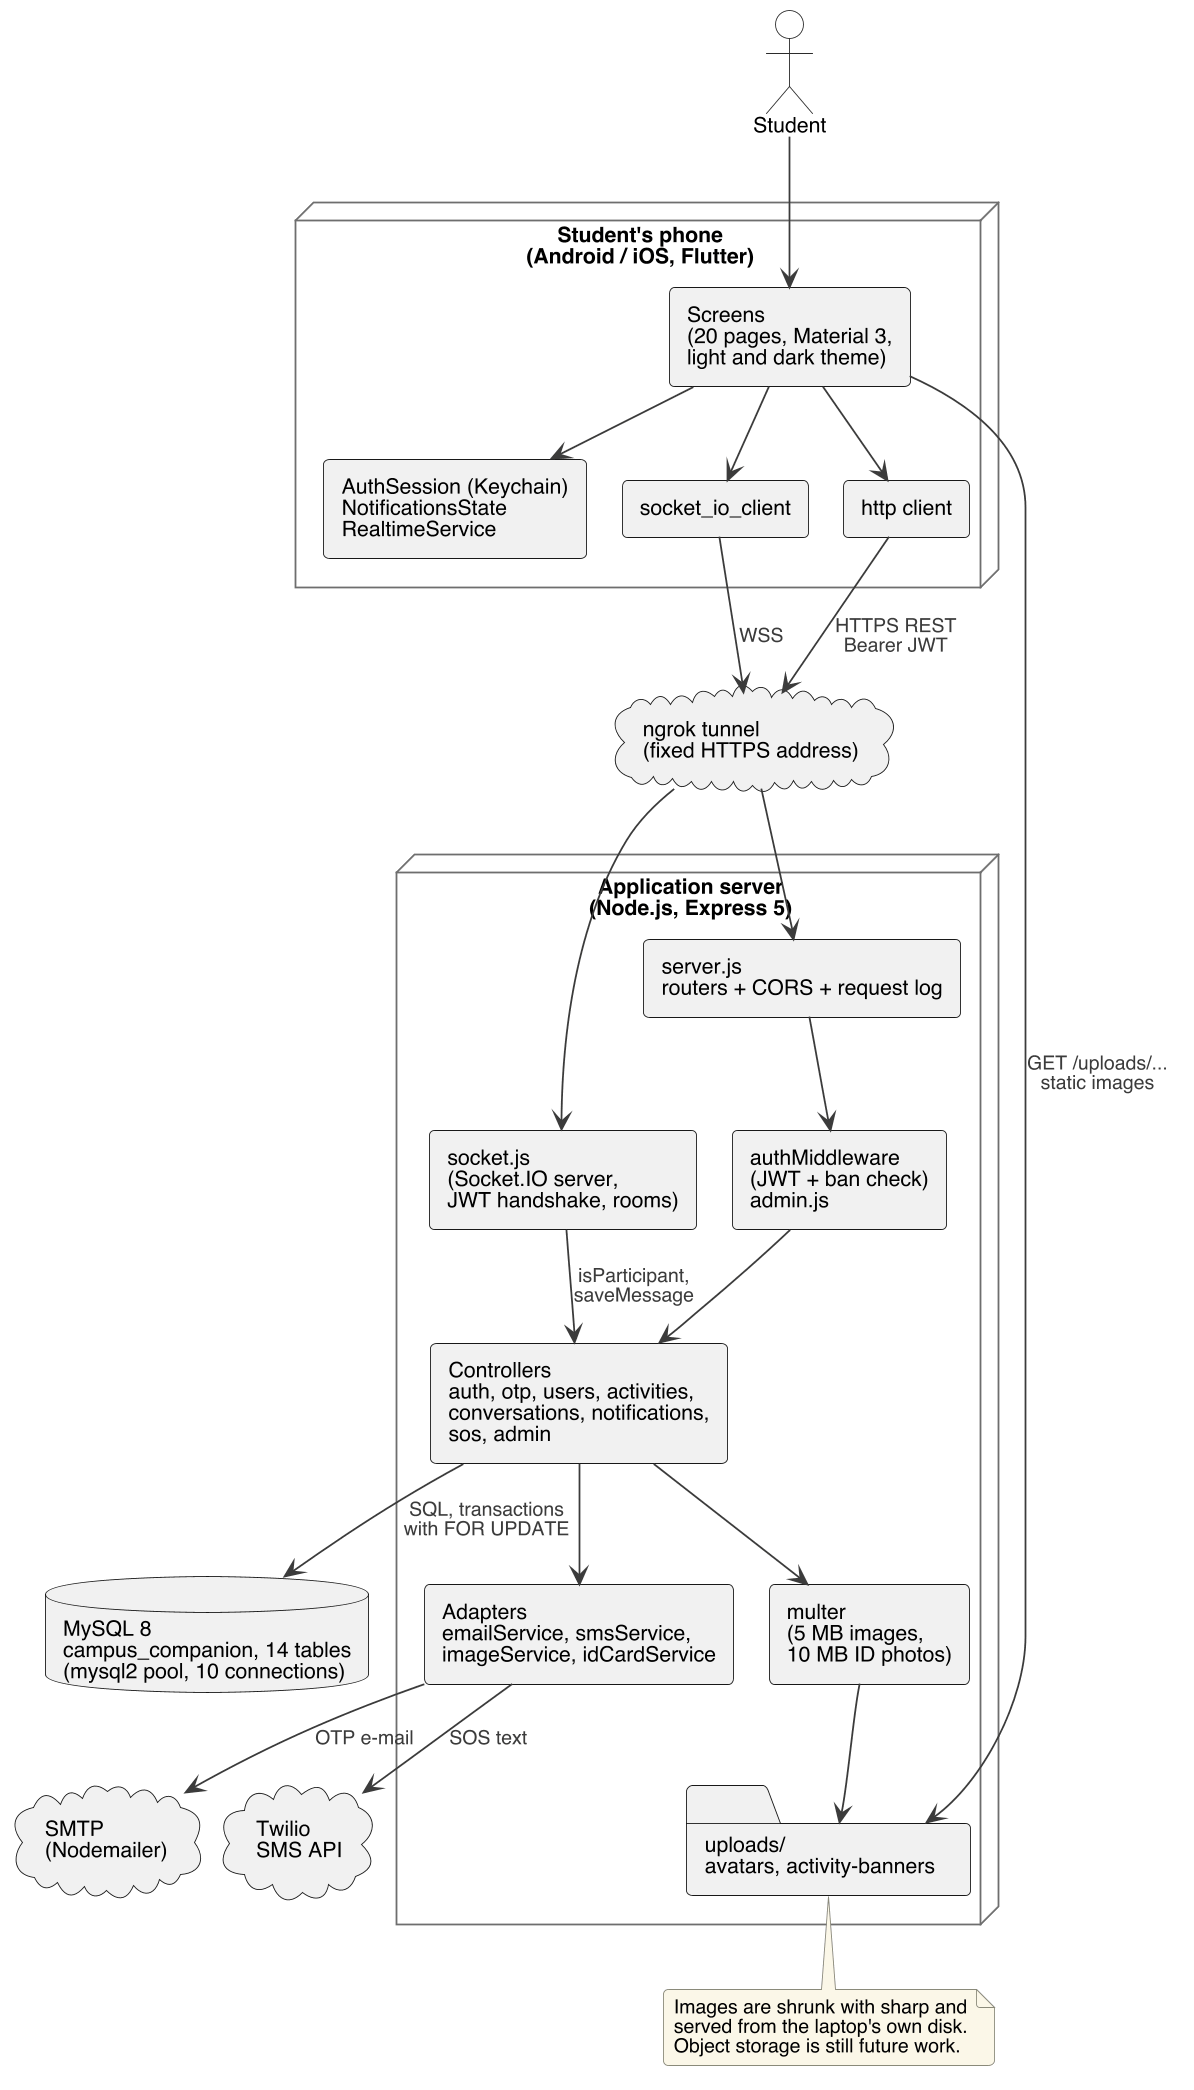 Student
Student's phone
(Android / iOS, Flutter)
Screens
(20 pages, Material 3,
light and dark theme)
AuthSession (Keychain)
NotificationsState
RealtimeService
socket_io_client
http client
WSS
HTTPS REST
Bearer JWT
ngrok tunnel
(fixed HTTPS address)
Application server
(Node.js, Express 5)
server.js
routers + CORS + request log
GET /uploads/...
static images
socket.js
(Socket.IO server,
JWT handshake, rooms)
authMiddleware
(JWT + ban check)
admin.js
isParticipant,
saveMessage
Controllers
auth, otp, users, activities,
conversations, notifications,
sos, admin
SQL, transactions
with FOR UPDATE
MySQL 8
campus_companion, 14 tables
(mysql2 pool, 10 connections)
Adapters
emailService, smsService,
imageService, idCardService
multer
(5 MB images,
10 MB ID photos)
OTP e-mail
SOS text
SMTP
(Nodemailer)
Twilio
SMS API
uploads/
avatars, activity-banners
Images are shrunk with sharp and
served from the laptop's own disk.
Object storage is still future work.